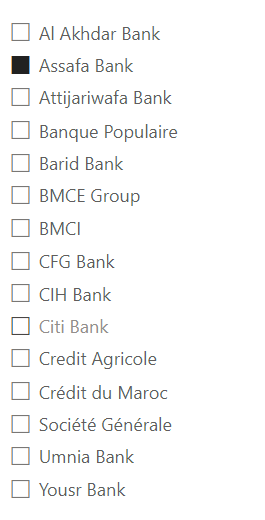 Al Akhdar Bank
Assafa Bank
Attijariwafa Bank
Banque Populaire
Barid Bank
BMCE Group
BMCI
CFG Bank
CIH Bank
Citi Bank
Credit Agricole
Crédit du Maroc
Société Générale
Umnia Bank
Yousr Bank